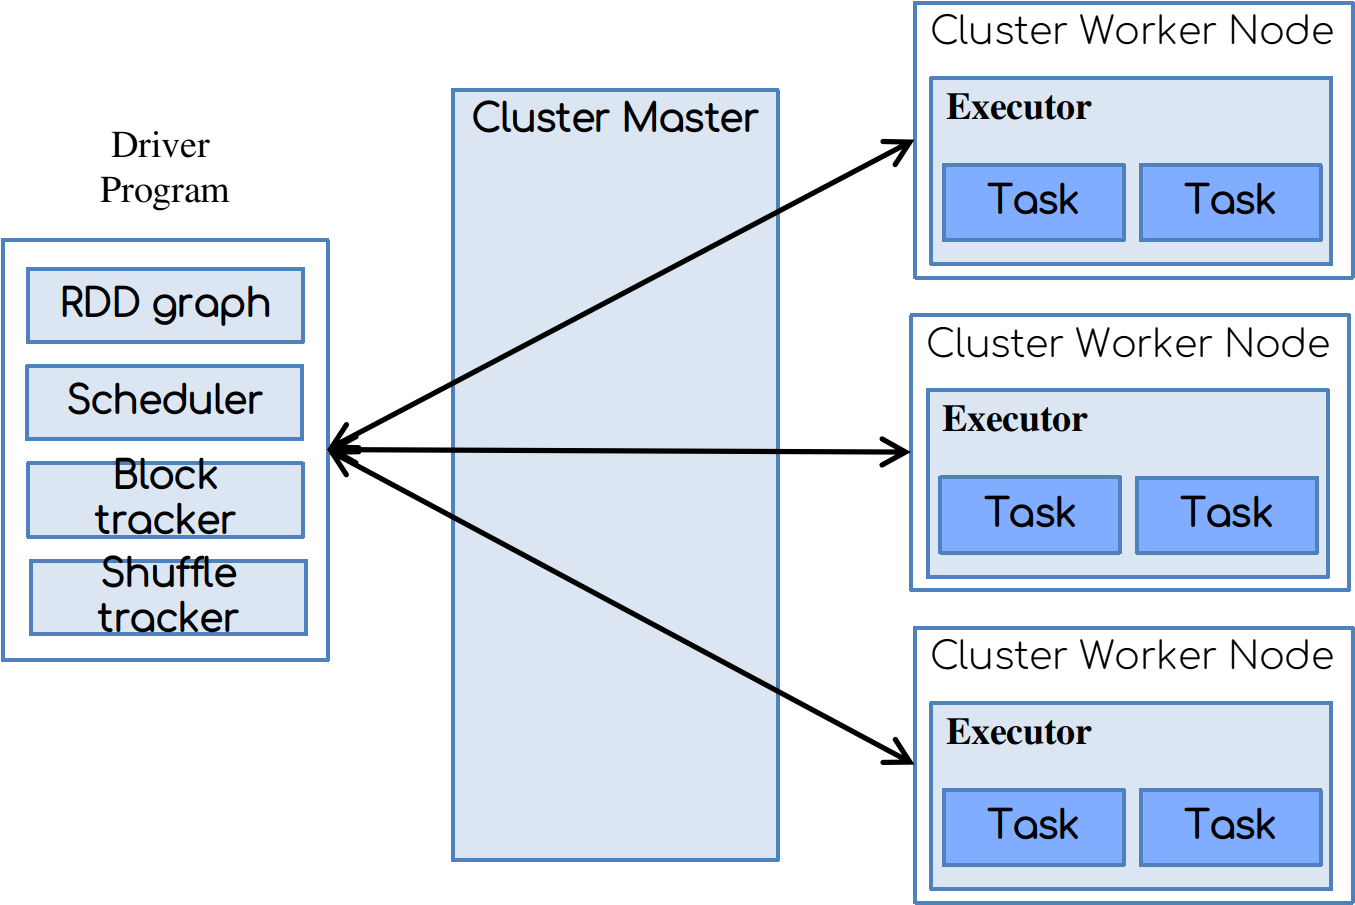 Driver
Program
RDD graph
Scheduler
Block
tracker
Shuffle
tracker
Cluster Master
Cluster Worker Node
Executor
Task Task
Cluster Worker Node
Executor
Task Task
Cluster Worker Node
Executor
Task Task